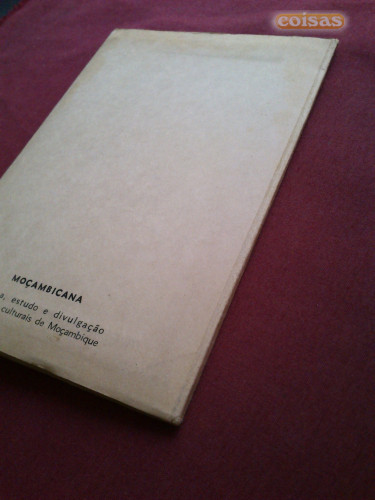 coisas
MOÇAMBICANA
, estudo e divulgação
culturais de Moçambique